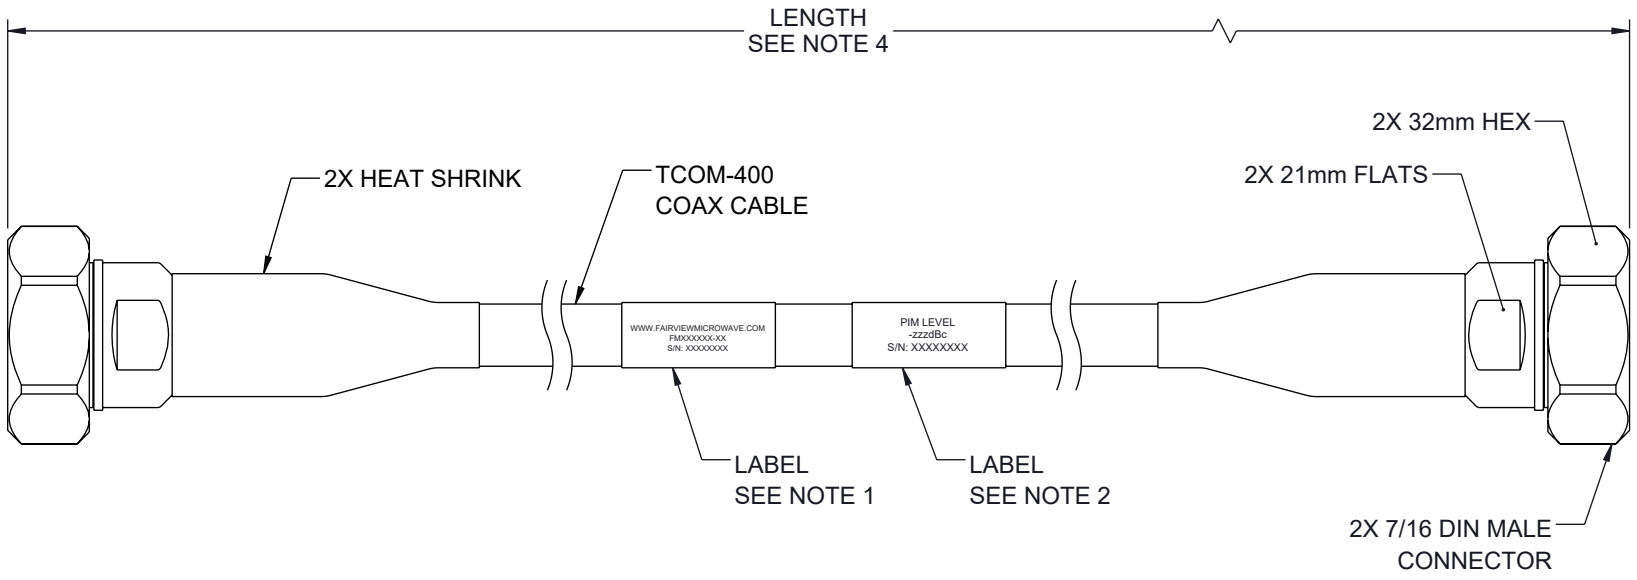 LENGTH
SEE NOTE 4
2X 32mm HEX
2X HEAT SHRINK
TCOM-400
COAX CABLE
2X 21mm FLATS
WWW.FAIRVIEWMICROWAVE.COM
FMXXXXXX-XX
S/N: XXXXXXXX
PIM LEVEL
-zzzdBc
S/N: XXXXXXXX
LABEL
SEE NOTE 1
LABEL
SEE NOTE 2
2X 7/16 DIN MALE
CONNECTOR